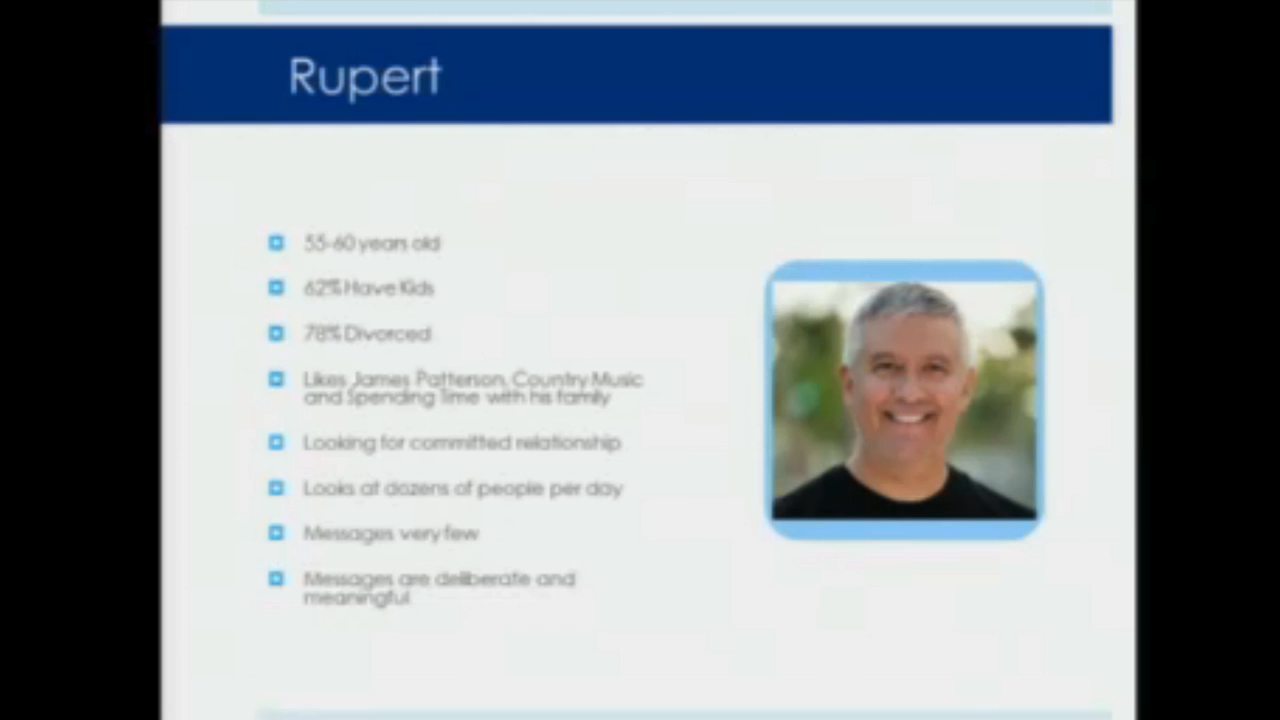 Rupert
55-60 years old
62% Have Kids
78% Divorced
Likes James Patterson, Country Music
and Spending Time with his family
Looking for committed relationship
Looks at dozens of people per day
Messages very few
Messages are deliberate and
meaningful